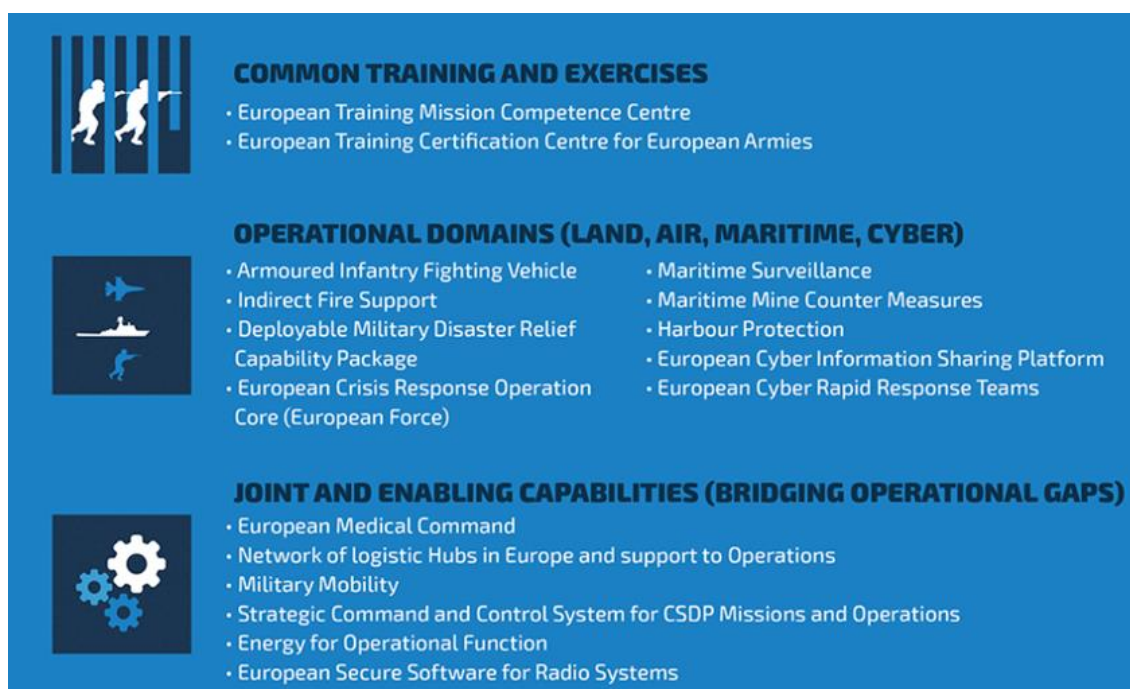 COMMON TRAINING AND EXERCISES
• European Training Mission Competence Centre
• European Training Certification Centre for European Armies
OPERATIONAL DOMAINS (LAND, AIR, MARITIME, CYBER)
• Armoured Infantry Fighting Vehicle
• Indirect Fire Support
• Deployable Military Disaster Relief
Capability Package
• European Crisis Response Operation
Core (European Force)
• Maritime Surveillance
• Maritime Mine Counter Measures
• Harbour Protection
• European Cyber Information Sharing Platform
• European Cyber Rapid Response Teams
JOINT AND ENABLING CAPABILITIES (BRIDGING OPERATIONAL GAPS)
• European Medical Command
• Network of logistic Hubs in Europe and support to Operations
• Military Mobility
• Strategic Command and Control System for CSDP Missions and Operations
• Energy for Operational Function
• European Secure Software for Radio Systems